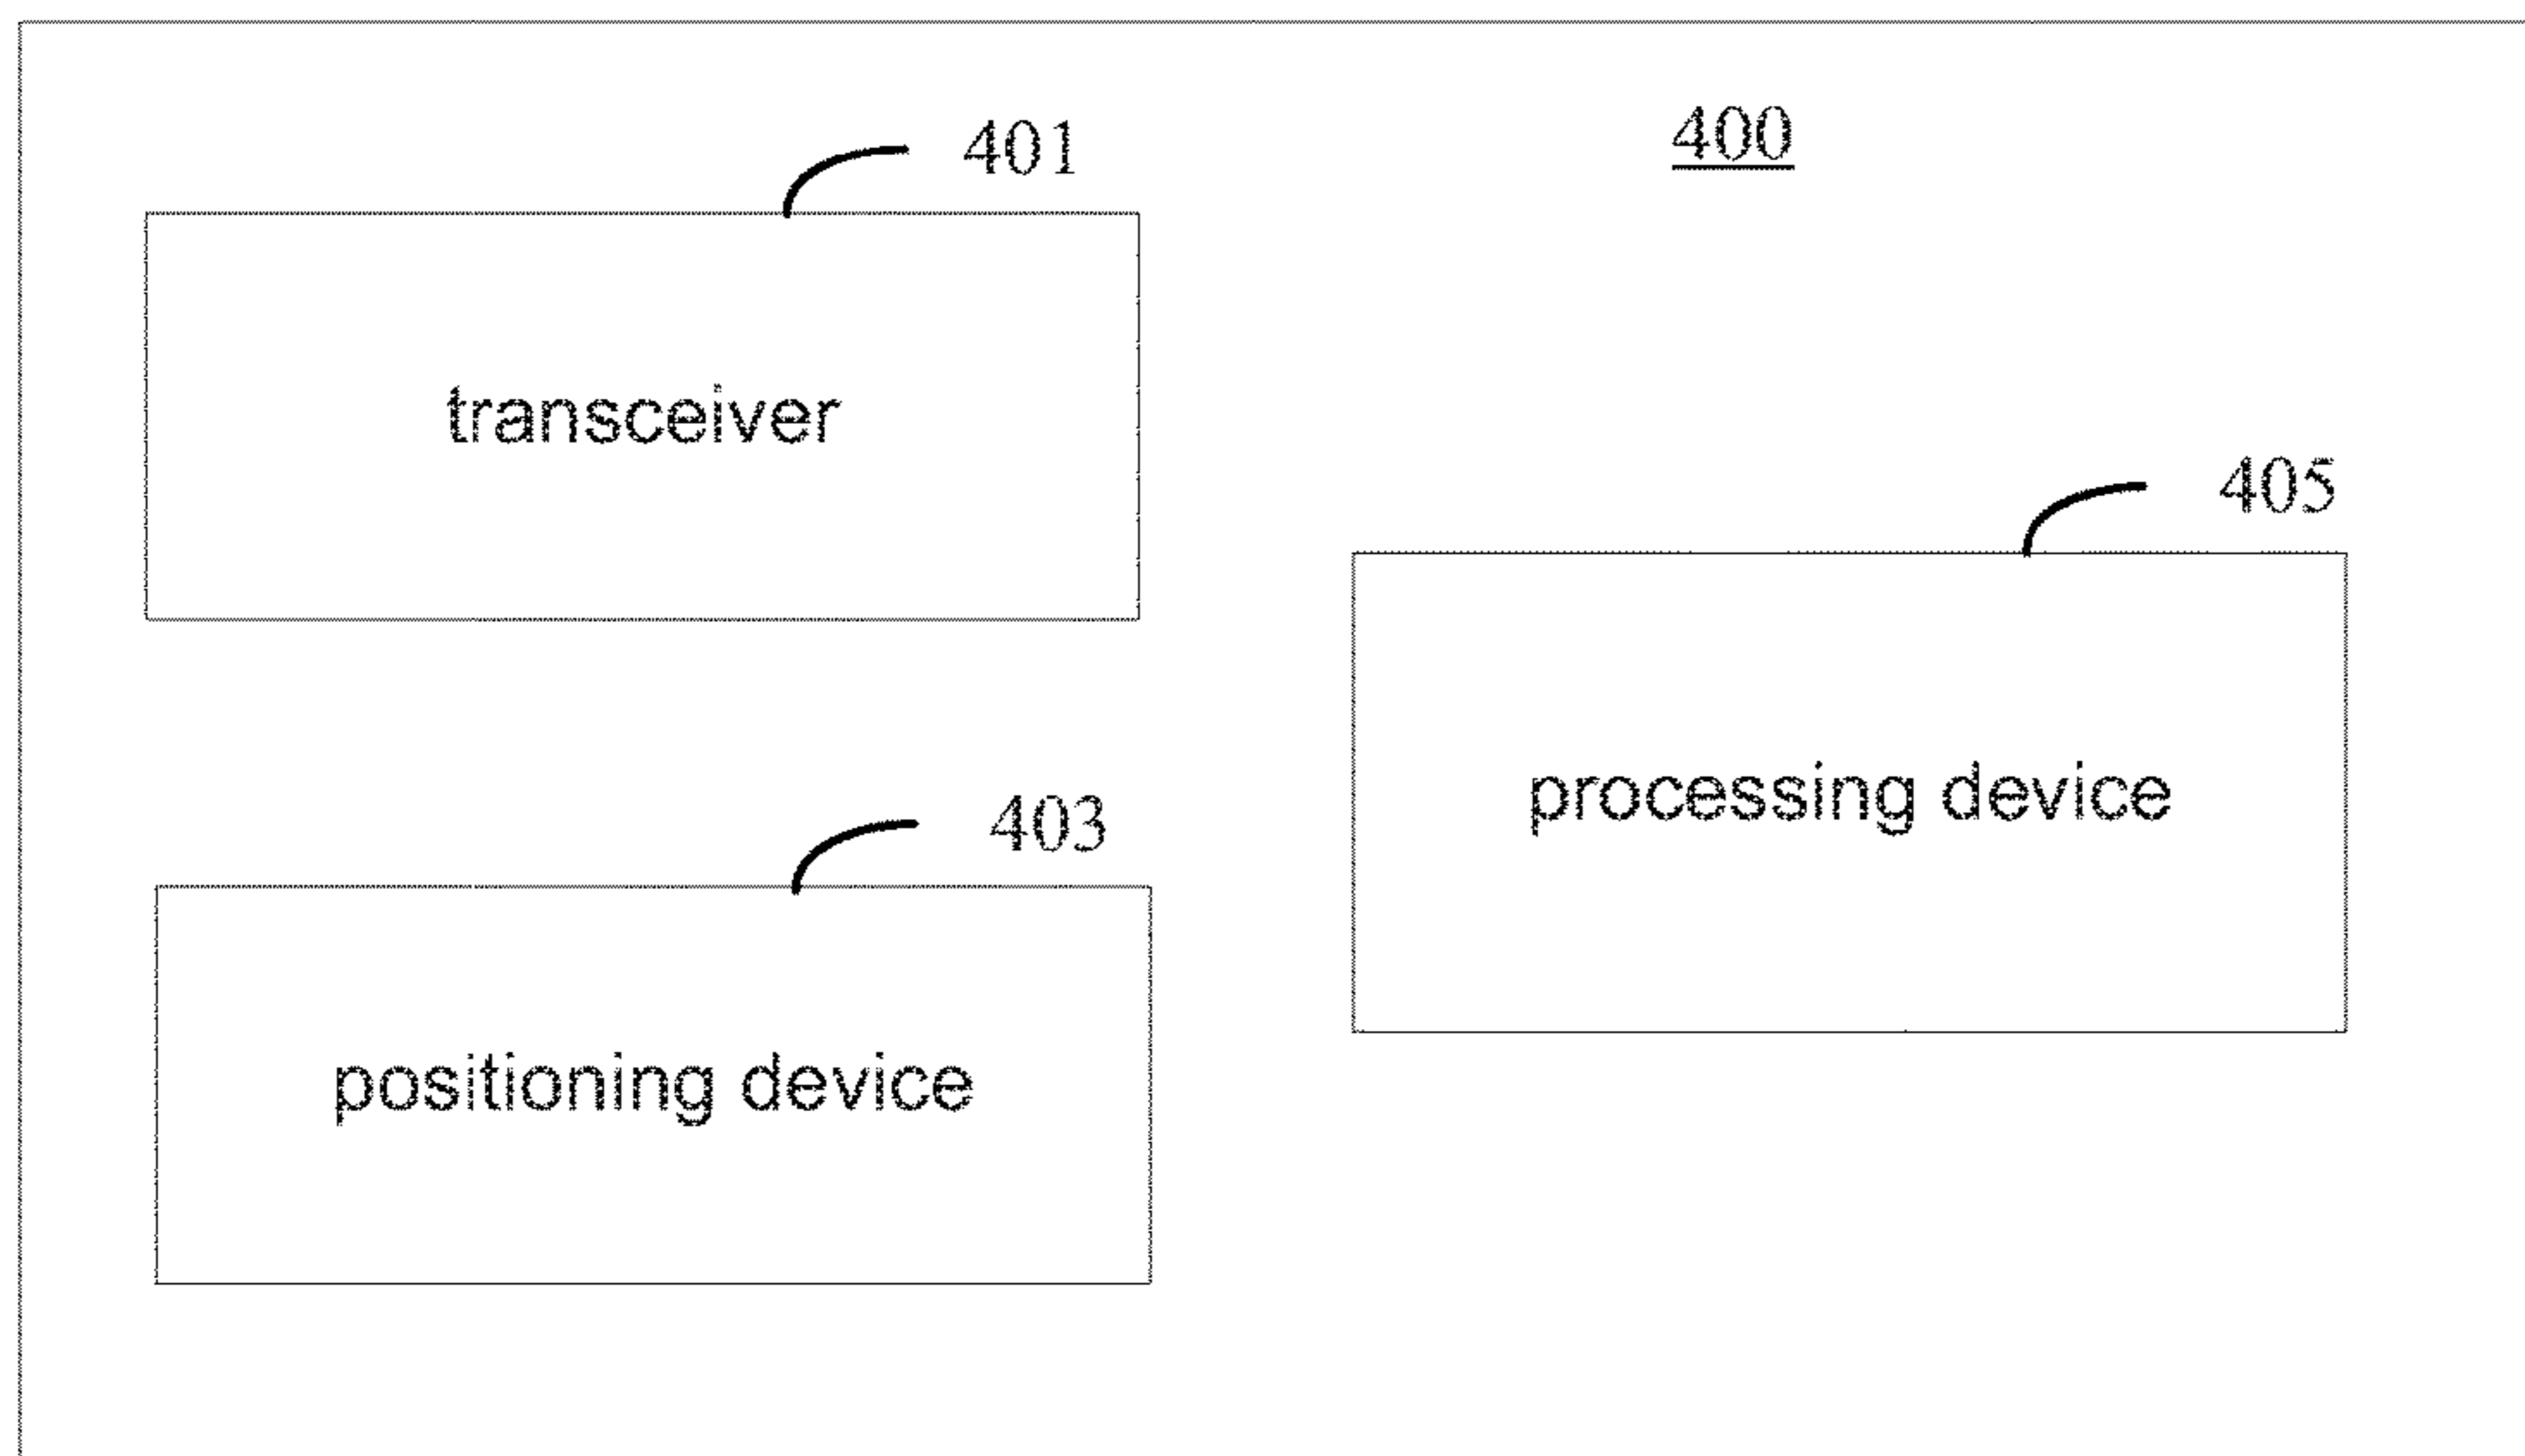 400
401
transceiver
405
processing device
403
positioning device